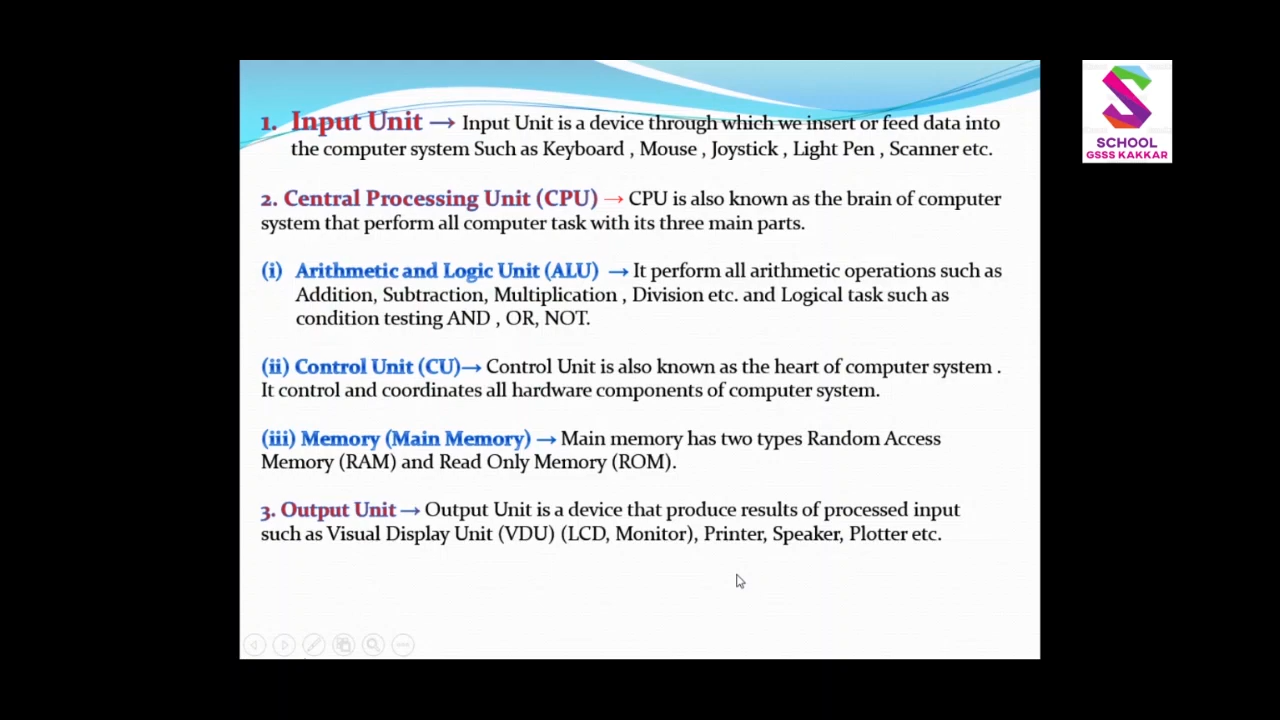 1. Input Unit → Input Unit is a device through which we insert or feed data into
the computer system Such as Keyboard , Mouse , Joystick , Light Pen , Scanner etc.
2. Central Processing Unit (CPU) → CPU is also known as the brain of computer
system that perform all computer task with its three main parts.
(i) Arithmetic and Logic Unit (ALU) → It perform all arithmetic operations such as
Addition, Subtraction, Multiplication , Division etc. and Logical task such as
condition testing AND , OR, NOT.
(ii) Control Unit (CU)→ Control Unit is also known as the heart of computer system .
It control and coordinates all hardware components of computer system.
(iii) Memory (Main Memory) → Main memory has two types Random Access
Memory (RAM) and Read Only Memory (ROM).
3. Output Unit → Output Unit is a device that produce results of processed input
such as Visual Display Unit (VDU) (LCD, Monitor), Printer, Speaker, Plotter etc.
SCHOOL
GSSS KAKKAR